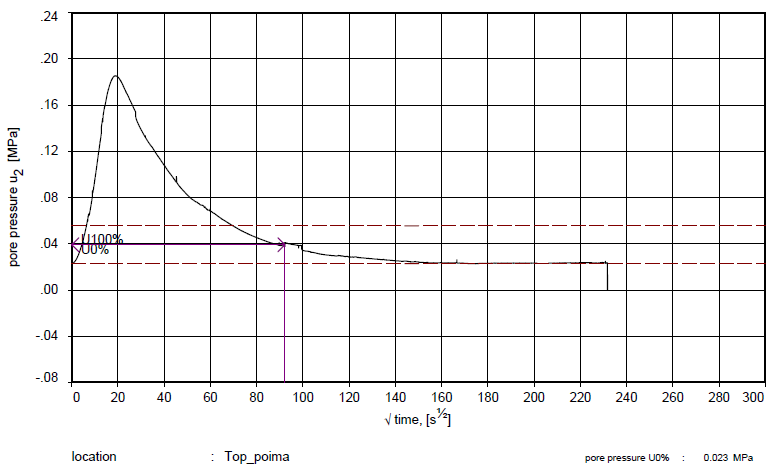 .24
.20
.16
.12
.08
.04
.00
-.04
-.08
pore pressure u2 [MPa]
U100%
U0%
0 20 40 60 80 100 120 140 160 180 200 220 240 260 280 300
√ time, [s½]
location : Top_poima
pore pressure U0% : 0.023 MPa